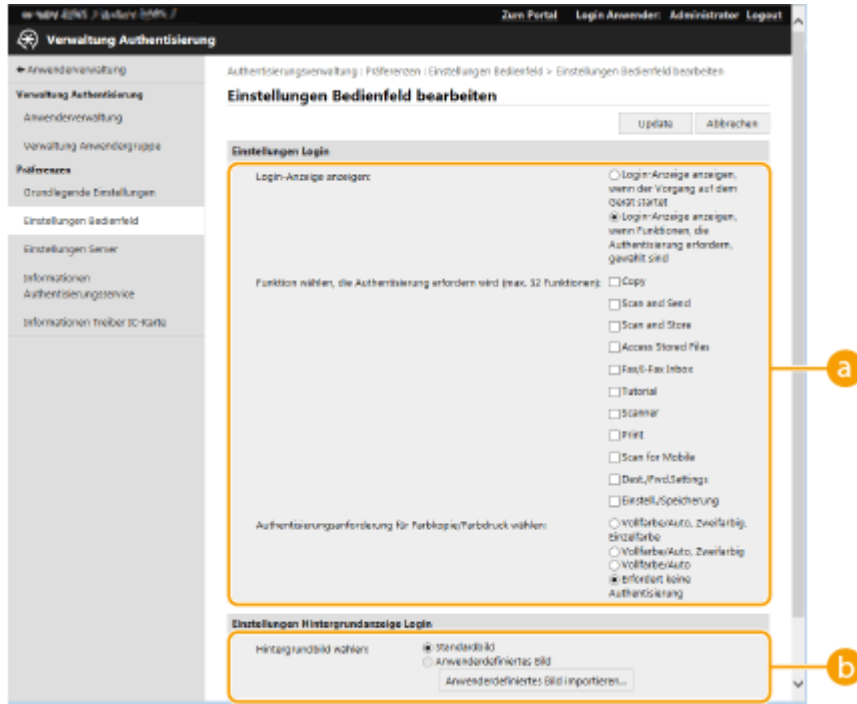 Zum Portal Login Anwender: Administrator Logout
Verwaltung Authentisierung
Anwenderverwaltung
Verwaltung Authentisierung
Anwenderverwaltung
Verwaltung Anwendergruppe
Präferenzen
Grundlegende Einstellungen
Einstellungen Bedienfeld
Einstellungen Server
Informationen
Authentisierungsservice
Informationen Treiber IC-Karte
Authentisierungsverwaltung : Präferenzen : Einstellungen Bedienfeld > Einstellungen Bedienfeld bearbeiten
Einstellungen Bedienfeld bearbeiten
Update Abbrechen
Einstellungen Login
Login-Anzeige anzeigen:
Login-Anzeige anzeigen,
wenn der Vorgang auf dem
Gerät startet
Login-Anzeige anzeigen,
wenn Funktionen, die
Authentisierung erfordern,
gewählt sind
Funktion wählen, die Authentisierung erfordern wird (max. 32 Funktionen):
Copy
Scan and Send
Scan and Store
Access Stored Files
Fax/I-Fax Inbox
Tutorial
Scanner
Print
Scan for Mobile
Dest./Fwd.Settings
Einstell./Speicherung
Authentisierungsanforderung für Farbkopie/Farbdruck wählen:
Vollfarbe/Auto, Zweifarbig,
Einzelfarbe
Vollfarbe/Auto, Zweifarbig
Vollfarbe/Auto
Erfordert keine
Authentisierung
a
Einstellungen Hintergrundanzeige Login
Hintergrundbild wählen:
Standardbild
Anwenderdefiniertes Bild
Anwenderdefiniertes Bild importieren...
b